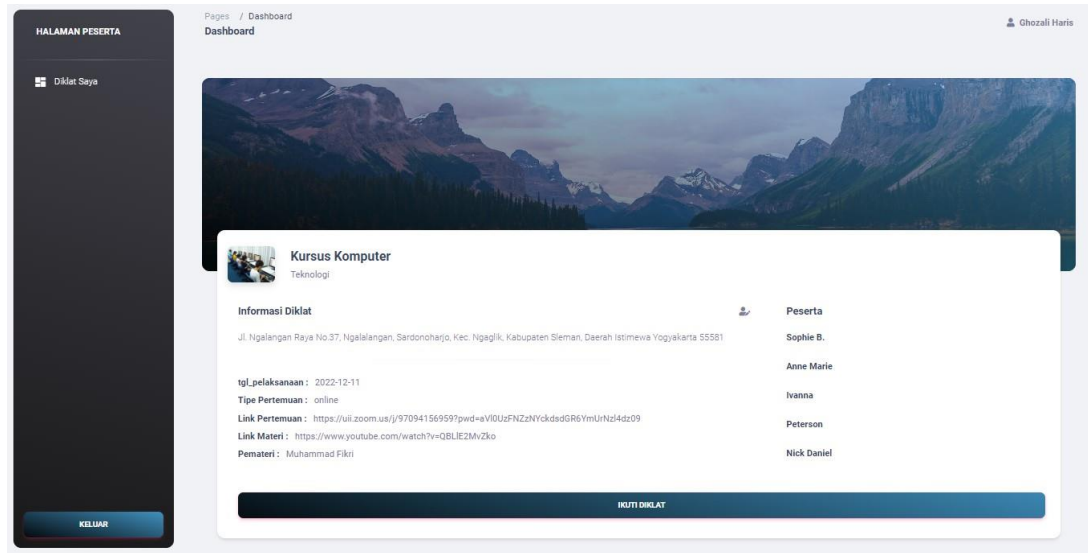 HALAMAN PESERTA
Diklat Saya
KELUAR
Pages / Dashboard
Dashboard
Ghozali Haris
Kursus Komputer
Teknologi
Informasi Diklat
Jl. Ngalangan Raya No.37, Ngalalangan, Sardonoharjo, Kec. Ngaglik, Kabupaten Sleman, Daerah Istimewa Yogyakarta 55581
tgl_pelaksanaan : 2022-12-11
Tipe Pertemuan : online
Link Pertemuan : https://uii.zoom.us/j/97094156959?pwd=aVl0UzFNZzNYckdsdGR6YmUrNzl4dz09
Link Materi : https://www.youtube.com/watch?v=QBLlE2MvZko
Pemateri : Muhammad Fikri
Peserta
Sophie B.
Anne Marie
Ivanna
Peterson
Nick Daniel
IKUTI DIKLAT